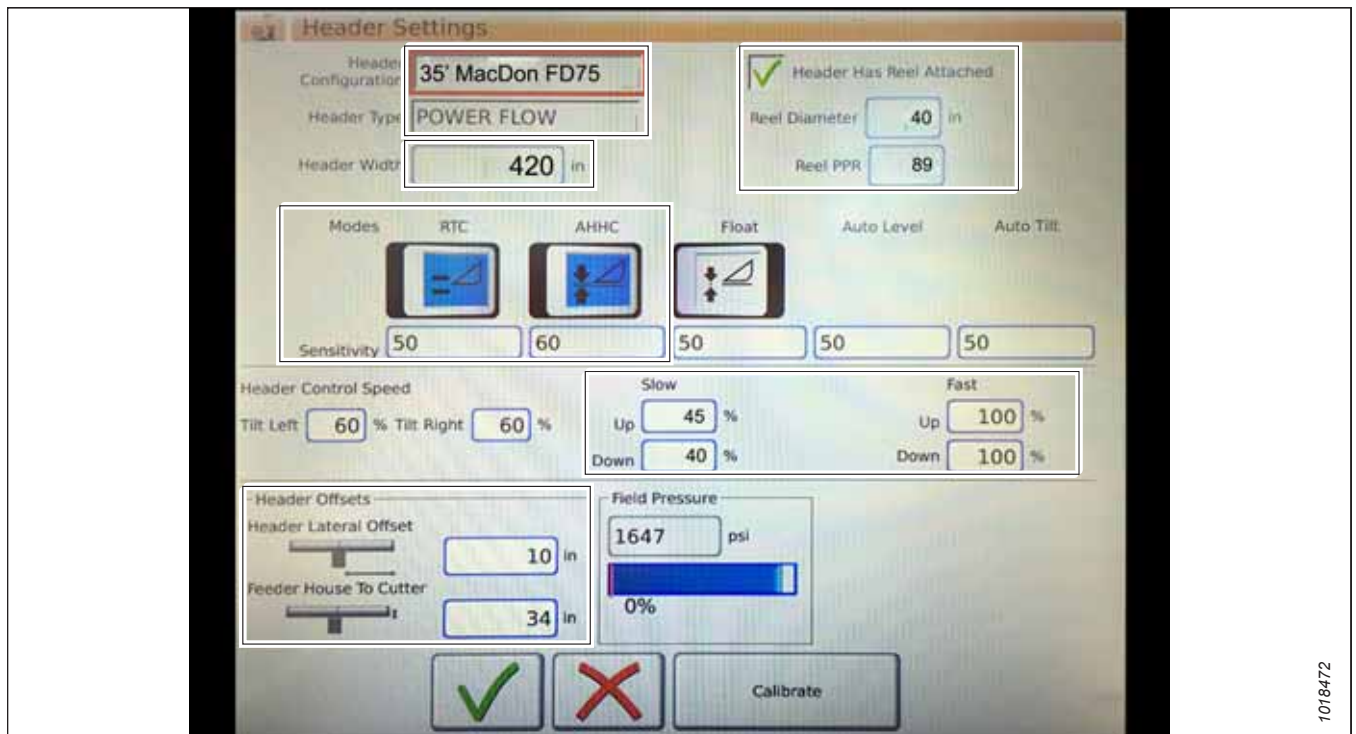 Header Settings
Header
Configuration
35' MacDon FD75
Header Has Reel Attached
Header Type
POWER FLOW
Reel Diameter
40
in
Header Width
420
in
Reel PPR
89
Modes
RTC
AHHC
Float
Auto Level
Auto Tilt
Sensitivity
50
60
50
50
50
Header Control Speed
Slow
Fast
Tilt Left
60
%
Tilt Right
60
%
Up
45
%
Up
100
%
Down
40
%
Down
100
%
Header Offsets
Field Pressure
Header Lateral Offset
10
in
1647
psi
Feeder House To Cutter
34
in
0%
Calibrate
1018472